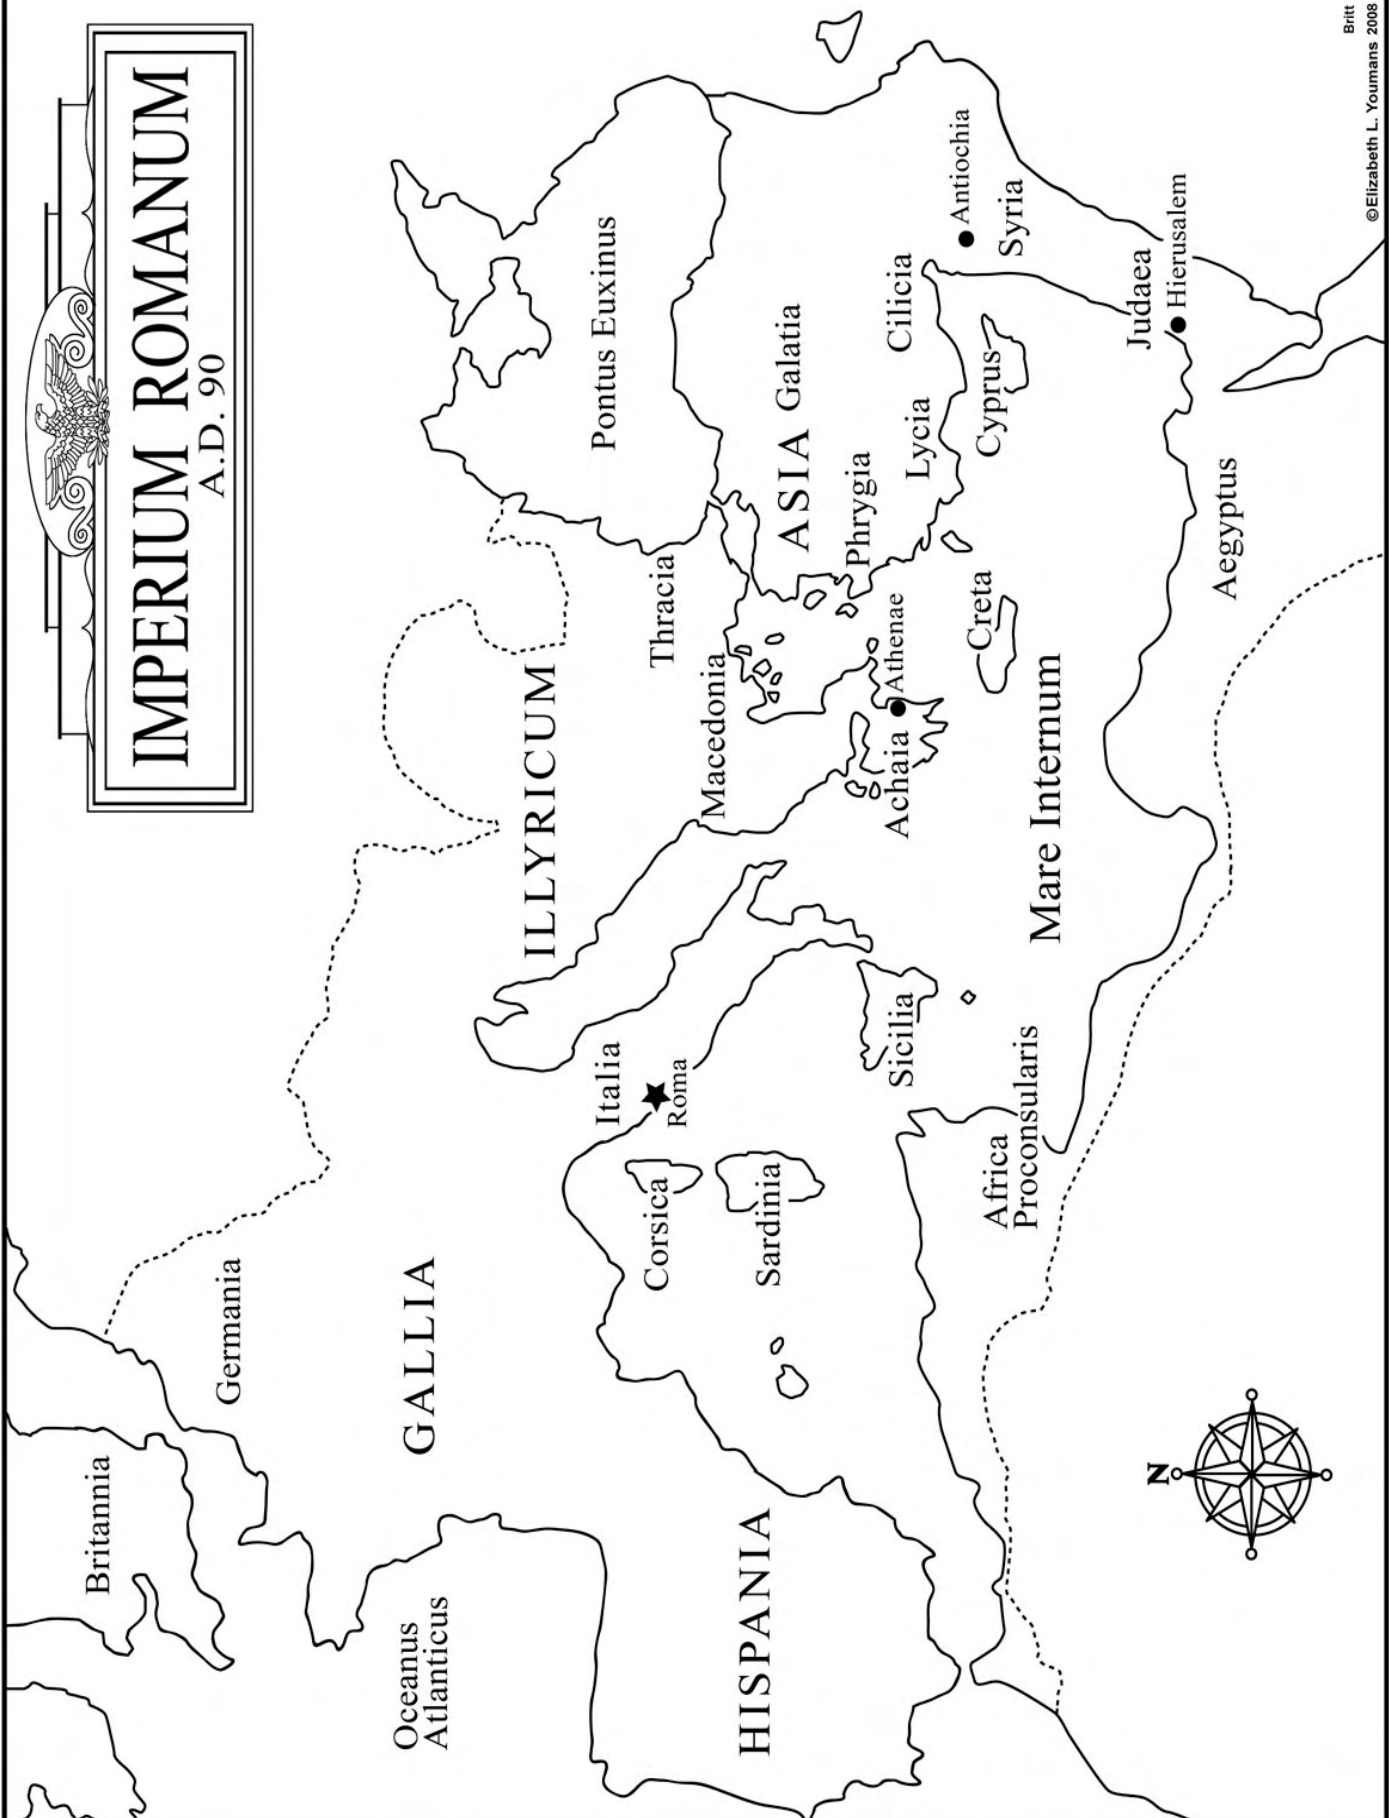 IMPERIUM ROMANUM
A.D. 90
Britannia
Germania
GALLIA
Oceanus
Atlanticus
HISPANIA
Italia
Roma
Corsica
Sardinia
Sicilia
ILLYRICUM
Thracia
Macedonia
Achaia
Athenae
Creta
Pontus Euxinus
ASIA
Galatia
Phrygia
Lycia
Cilicia
Cyprus
Antiochia
Syria
Judaea
Hierusalem
Aegyptus
Mare Internum
Africa
Proconsularis
N
Britt
©Elizabeth L. Youmans 2008